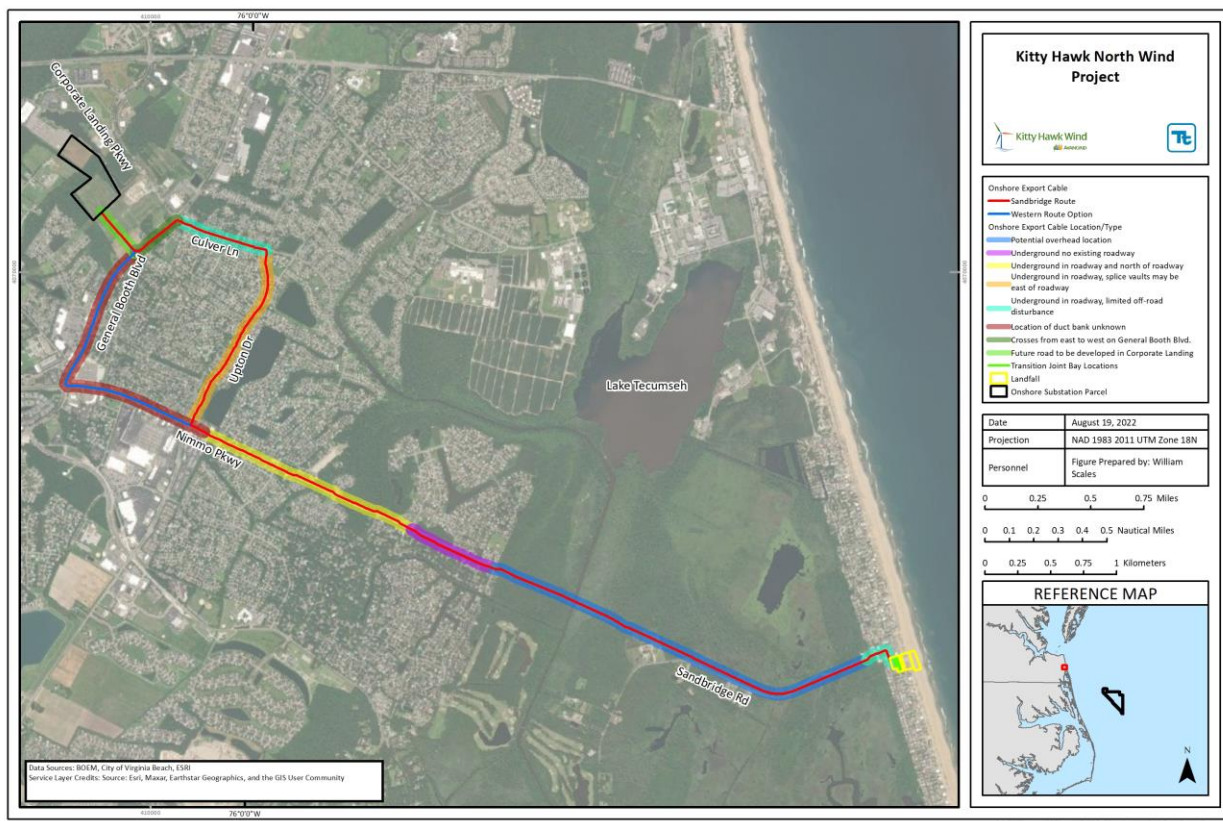 410000
76°0'0"W
Corporate Landing Pkwy
Culver Ln
General Booth Blvd
Upton Dr
Nimmo Pkwy
Lake Tecumseh
Sandbridge Rd
Data Sources: BOEM, City of Virginia Beach, ESRI
Service Layer Credits: Source: Esri, Maxar, Earthstar Geographics, and the GIS User Community
410000
76°0'0"W
Kitty Hawk North Wind
Project
Kitty Hawk Wind
AVANGRID
Tt
Onshore Export Cable
Sandbridge Route
Western Route Option
Onshore Export Cable Location/Type
Potential overhead location
Underground no existing roadway
Underground in roadway and north of roadway
Underground in roadway, splice vaults may be
east of roadway
Underground in roadway, limited off-road
disturbance
Location of duct bank unknown
Crosses from east to west on General Booth Blvd.
Future road to be developed in Corporate Landing
Transition Joint Bay Locations
Landfall
Onshore Substation Parcel
Date August 19, 2022
Projection NAD 1983 2011 UTM Zone 18N
Personnel Figure Prepared by: William
Scales
0 0.25 0.5 0.75 Miles
0 0.1 0.2 0.3 0.4 0.5 Nautical Miles
0 0.25 0.5 0.75 1 Kilometers
REFERENCE MAP
N